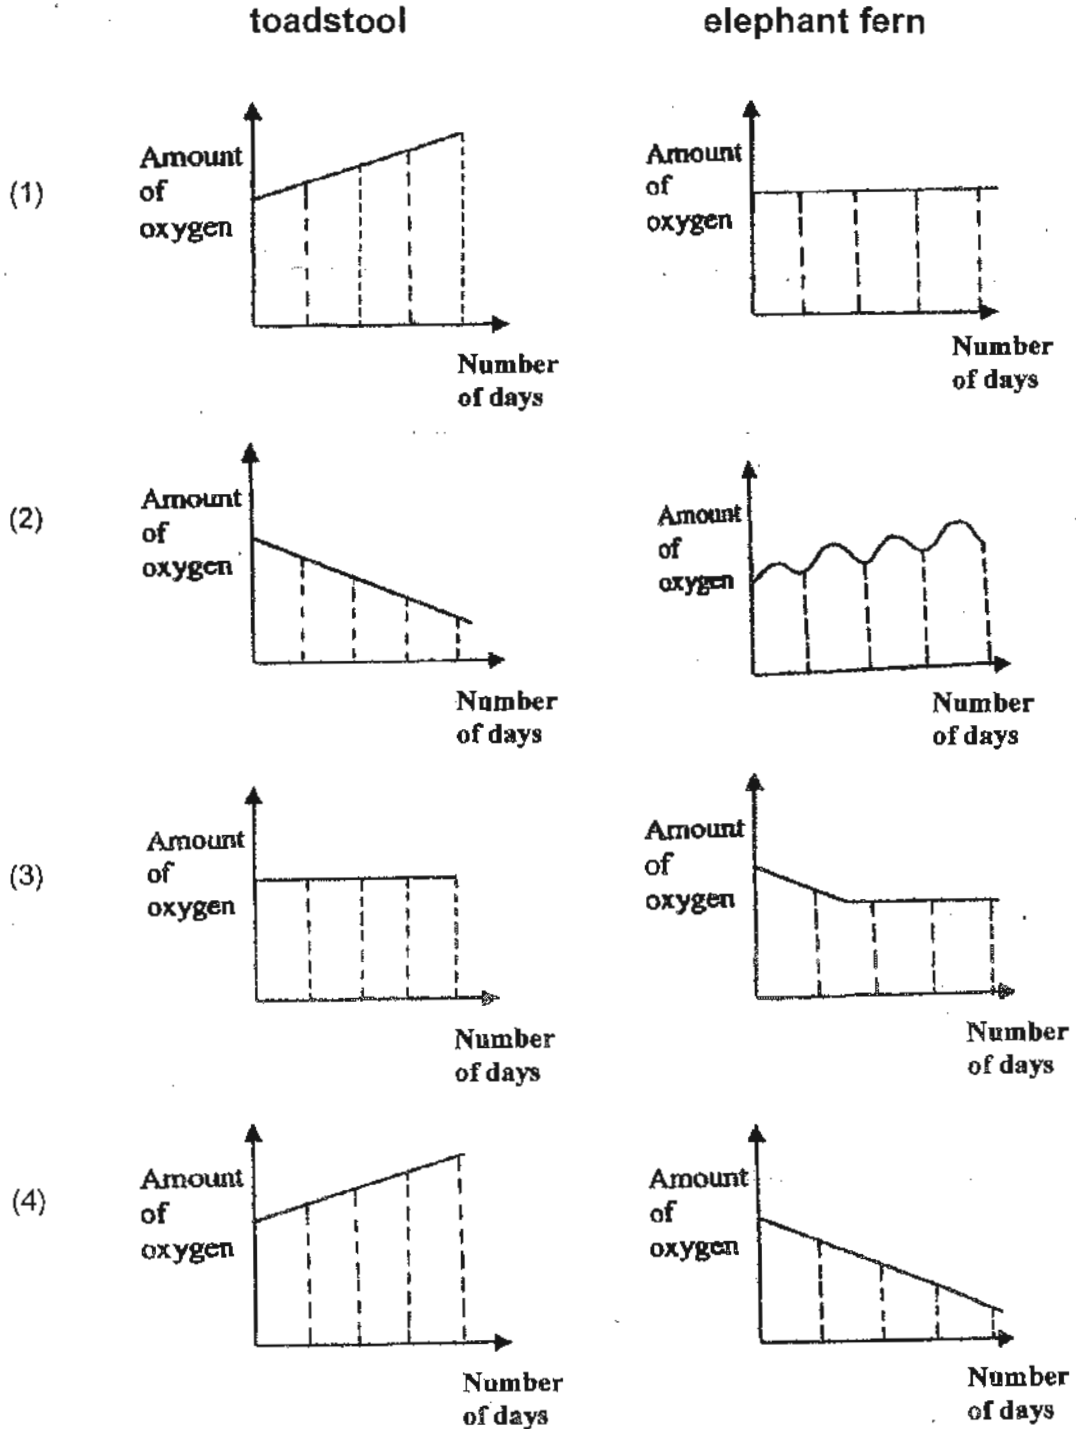 toadstool elephant fern
(1)
Amount
of
oxygen
Number
of days
Amount
of
oxygen
Number
of days
(2)
Amount
of
oxygen
Number
of days
Amount
of
oxygen
Number
of days
(3)
Amount
of
oxygen
Number
of days
Amount
of
oxygen
Number
of days
(4)
Amount
of
oxygen
Number
of days
Amount
of
oxygen
Number
of days